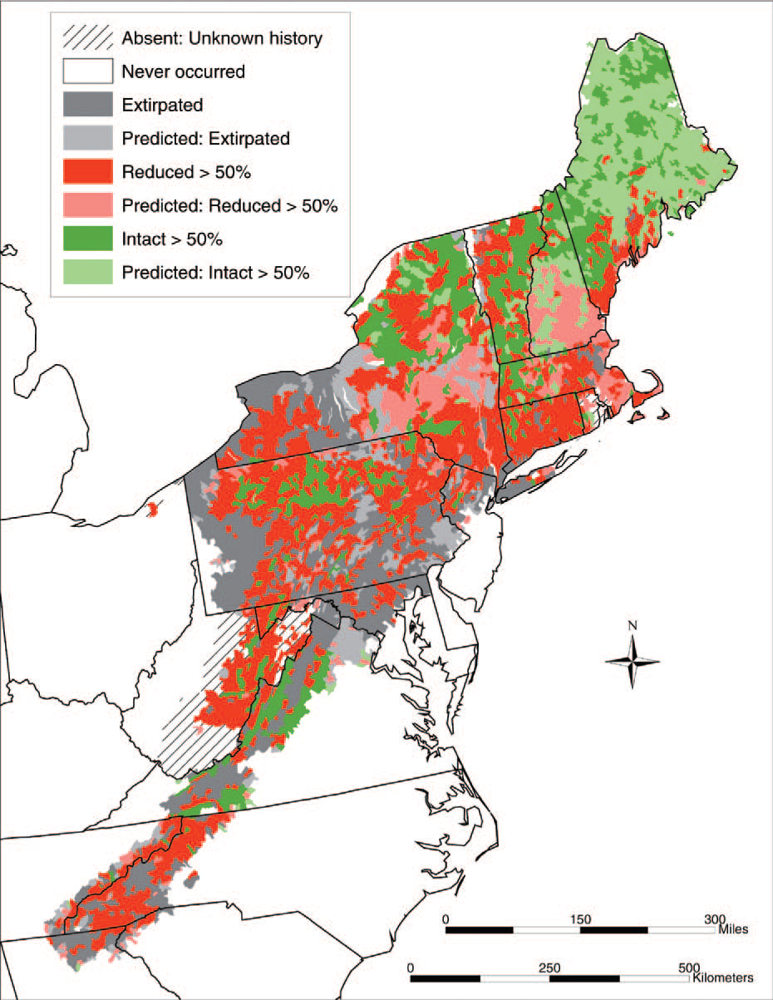 Absent: Unknown history
Never occurred
Extirpated
Predicted: Extirpated
Reduced > 50%
Predicted: Reduced > 50%
Intact > 50%
Predicted: Intact > 50%
N
0 150 300
Miles
0 250 500
Kilometers